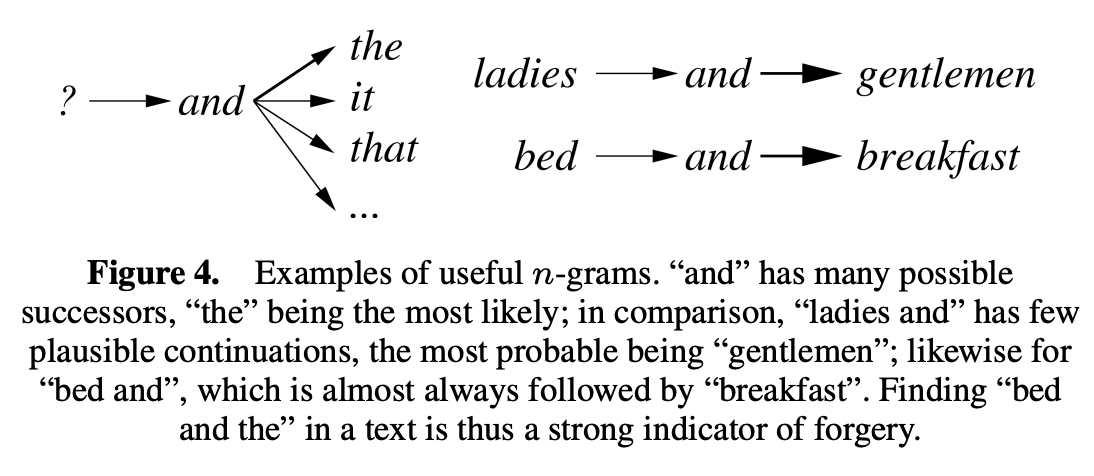 ? and the
it
that
...
ladies and gentlemen
bed and breakfast
Figure 4. Examples of useful n-grams. “and” has many possible
successors, “the” being the most likely; in comparison, “ladies and” has few
plausible continuations, the most probable being “gentlemen”; likewise for
“bed and”, which is almost always followed by “breakfast”. Finding “bed
and the” in a text is thus a strong indicator of forgery.